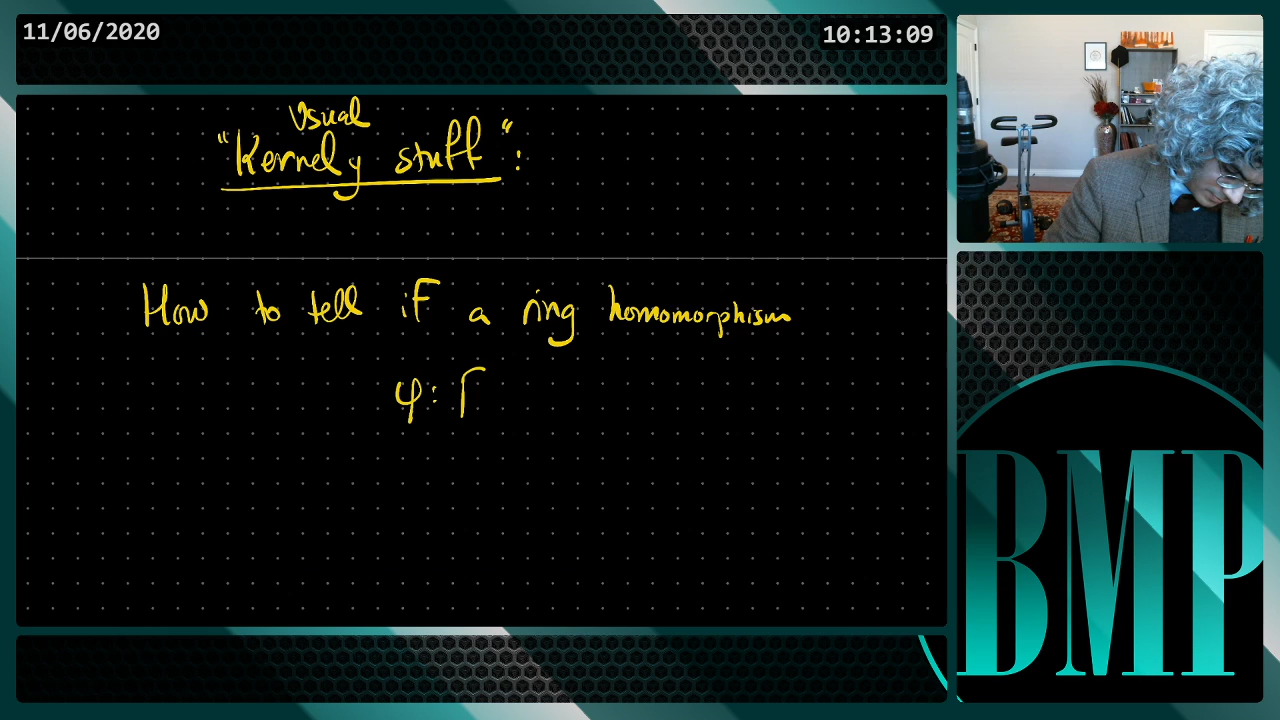 11/06/2020
10:13:09
Usual
"Kernely stuff":
How to tell if a ring homomorphism
φ: Γ
BMP